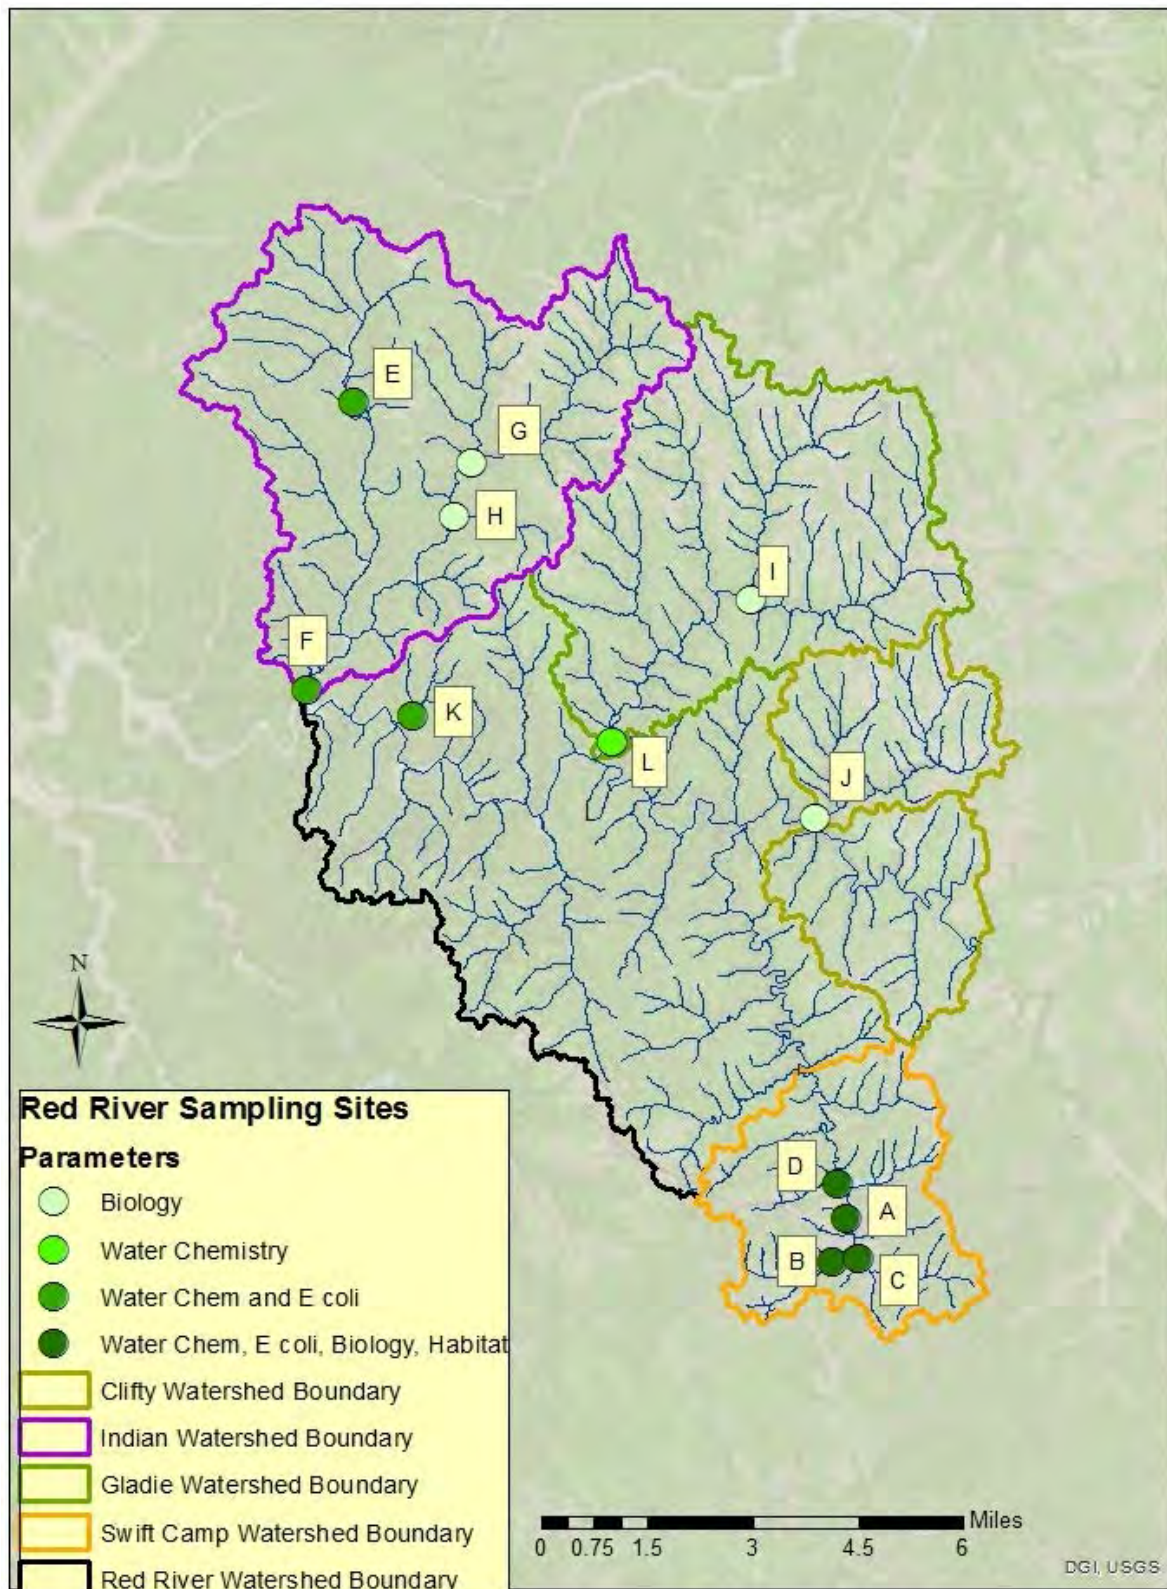 E
G
H
I
F
K
L
J
N
D
A
B
C
Red River Sampling Sites
Parameters
Biology
Water Chemistry
Water Chem and E coli
Water Chem, E coli, Biology, Habitat
Clifty Watershed Boundary
Indian Watershed Boundary
Gladie Watershed Boundary
Swift Camp Watershed Boundary
Red River Watershed Boundary
Miles
0 0.75 1.5 3 4.5 6
DGI, USGS